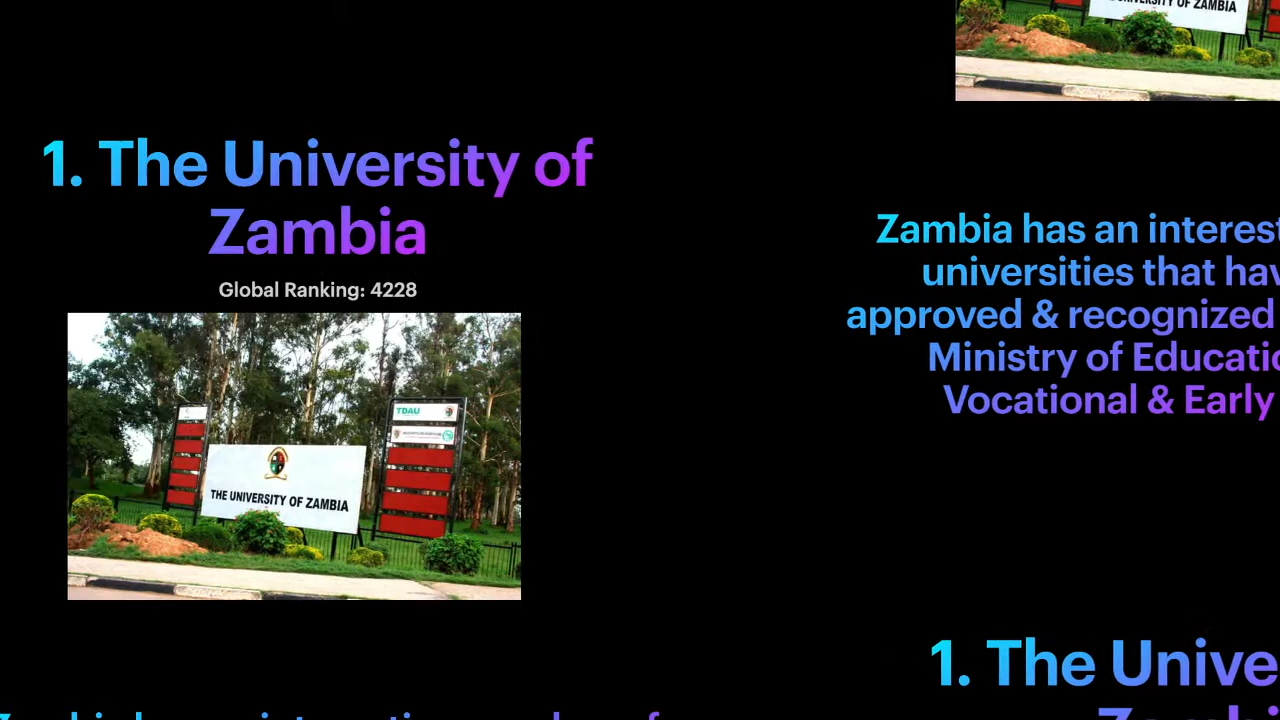 UNIVERSITY OF ZAMBIA
1. The University of
Zambia
Global Ranking: 4228
TDAU
THE UNIVERSITY OF ZAMBIA
Zambia has an interest
universities that hav
approved & recognized
Ministry of Educatio
Vocational & Early
1. The Unive